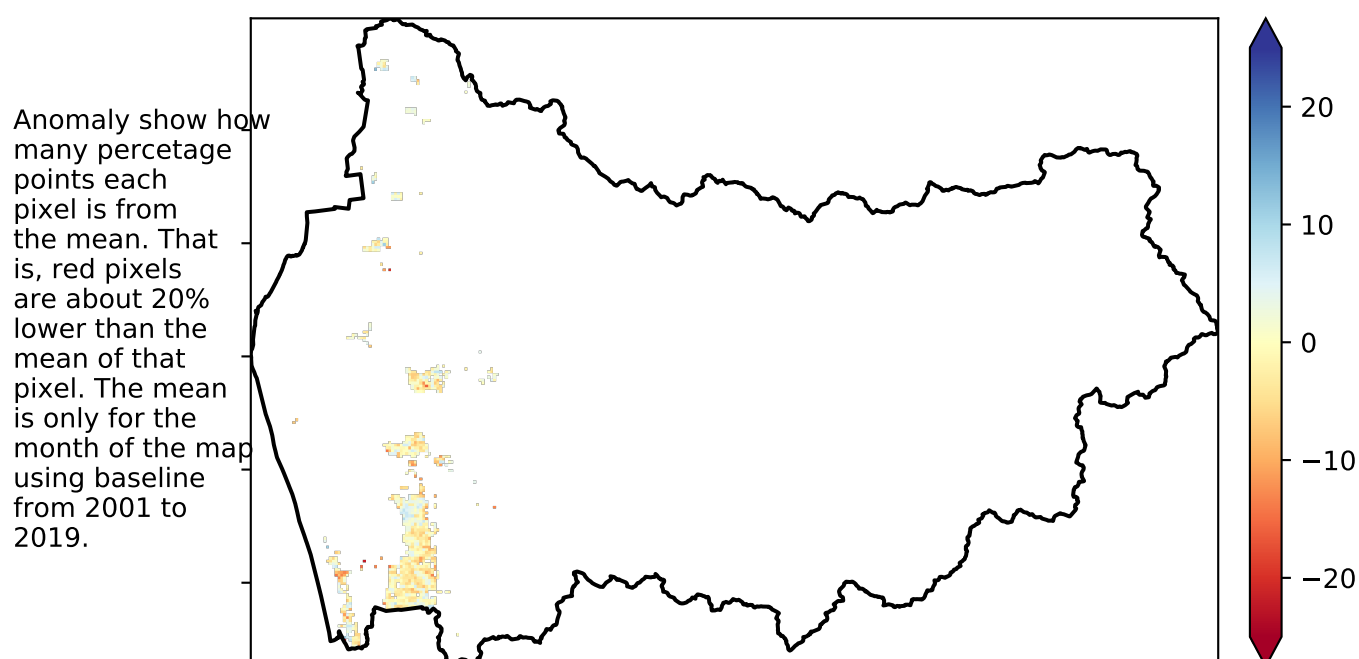 Anomaly show how
many percetage
points each
pixel is from
the mean. That
is, red pixels
are about 20%
lower than the
mean of that
pixel. The mean
is only for the
month of the map
using baseline
from 2001 to
2019.
20
10
0
−10
−20